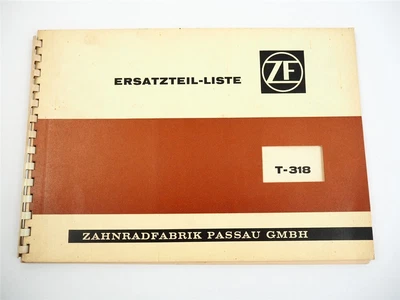 ERSATZTEIL-LISTE
ZF
T-318
ZAHNRADFABRIK PASSAU GMBH